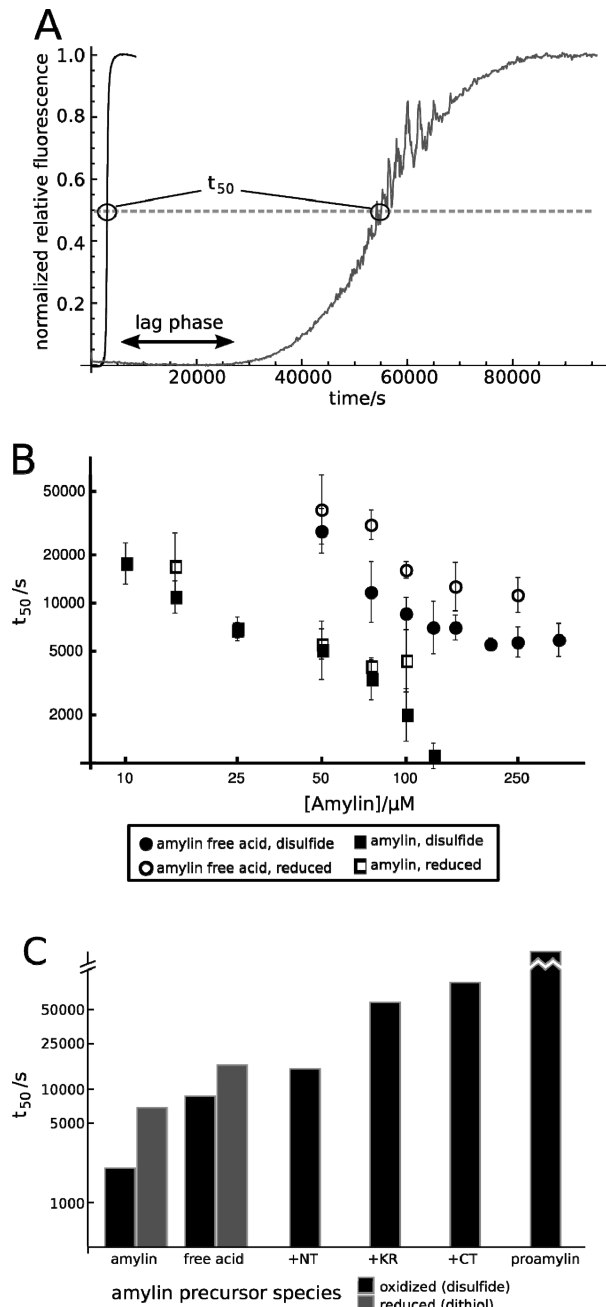 A
normalized relative fluorescence
1.0
0.8
0.6
0.4
0.2
t50
lag phase
20000 40000 60000 80000
time/s
B
t50/s
50000
20000
10000
5000
2000
10 25 50 100 250
[Amylin]/μM
amylin free acid, disulfide
amylin, disulfide
amylin free acid, reduced
amylin, reduced
C
t50/s
50000
25000
10000
5000
1000
amylin free acid +NT +KR +CT proamylin
amylin precursor species
oxidized (disulfide)
reduced (dithiol)